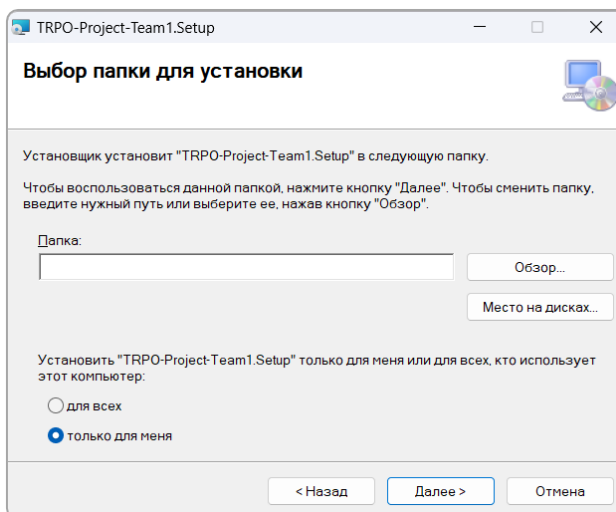 TRPO-Project-Team1.Setup
Выбор папки для установки
Установщик установит "TRPO-Project-Team1.Setup" в следующую папку.
Чтобы воспользоваться данной папкой, нажмите кнопку "Далее". Чтобы сменить папку,
введите нужный путь или выберите ее, нажав кнопку "Обзор".
Папка:
Обзор...
Место на дисках...
Установить "TRPO-Project-Team1.Setup" только для меня или для всех, кто использует
этот компьютер:
для всех
только для меня
< Назад
Далее >
Отмена